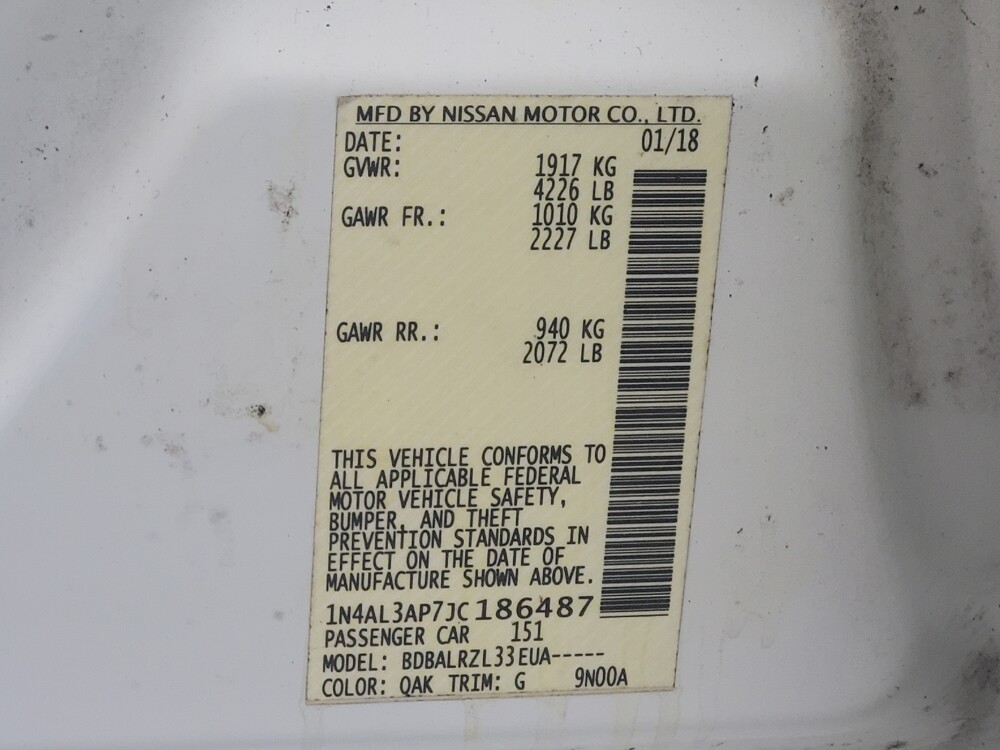 MFD BY NISSAN MOTOR CO., LTD.
DATE: 01/18
GVWR: 1917 KG
4226 LB
GAWR FR.: 1010 KG
2227 LB
GAWR RR.: 940 KG
2072 LB
THIS VEHICLE CONFORMS TO
ALL APPLICABLE FEDERAL
MOTOR VEHICLE SAFETY,
BUMPER, AND THEFT
PREVENTION STANDARDS IN
EFFECT ON THE DATE OF
MANUFACTURE SHOWN ABOVE.
1N4AL3AP7JC186487
PASSENGER CAR 151
MODEL: BDBALRZL33EUA-----
COLOR: QAK TRIM: G 9N00A